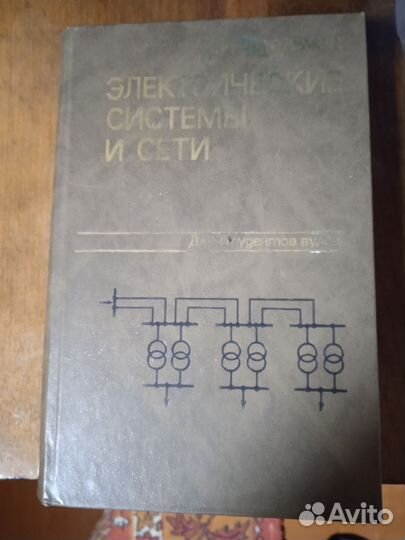 ЭЛЕКТРИЧЕСКИЕ
СИСТЕМЫ
И СЕТИ
Для студентов вузов
Avito